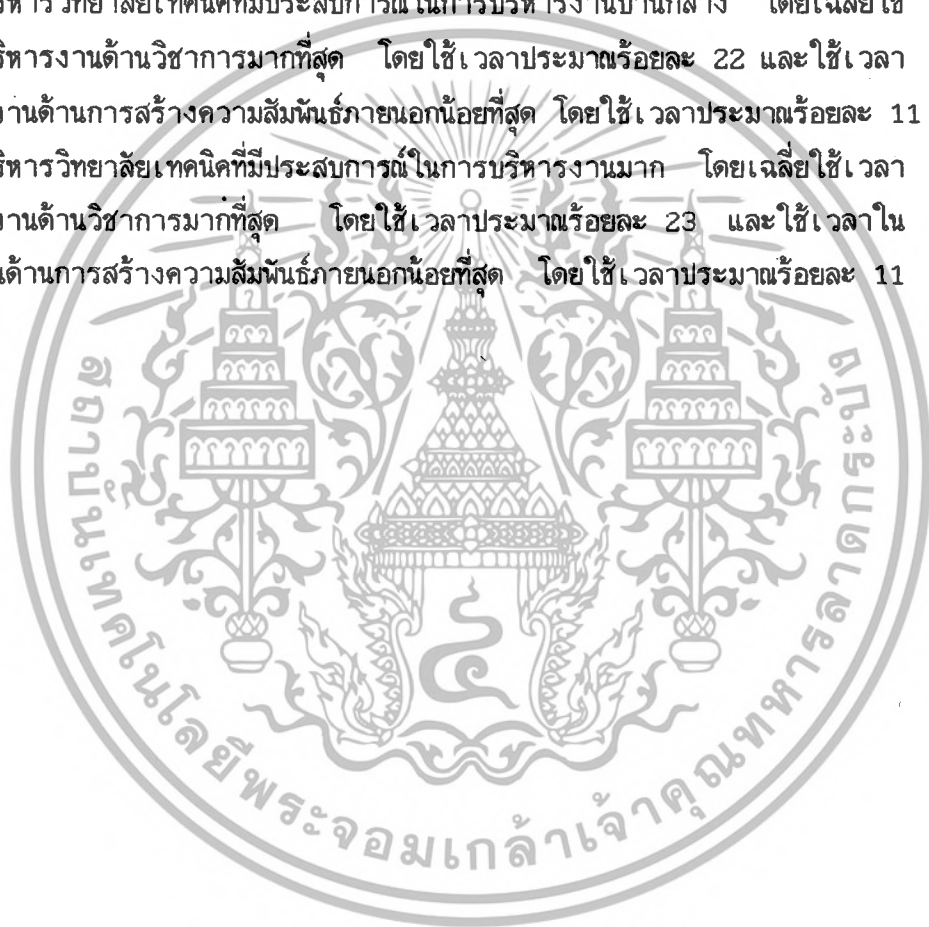 บริหารวิทยาลัยเทคนิคที่มีประสบการณ์ในการบริหารงานปานกลาง โดยเฉลี่ยใช้
ริหารงานด้านวิชาการมากที่สุด โดยใช้เวลาประมาณร้อยละ 22 และใช้เวลา
งานด้านการสร้างความสัมพันธ์ภายนอกน้อยที่สุด โดยใช้เวลาประมาณร้อยละ 11
ริหารวิทยาลัยเทคนิคที่มีประสบการณ์ในการบริหารงานมาก โดยเฉลี่ยใช้เวลา
งานด้านวิชาการมากที่สุด โดยใช้เวลาประมาณร้อยละ 23 และใช้เวลาใน
นด้านการสร้างความสัมพันธ์ภายนอกน้อยที่สุด โดยใช้เวลาประมาณร้อยละ 11
สถาบันเทคโนโลยีพระจอมเกล้าเจ้าคุณทหารลาดกระบัง